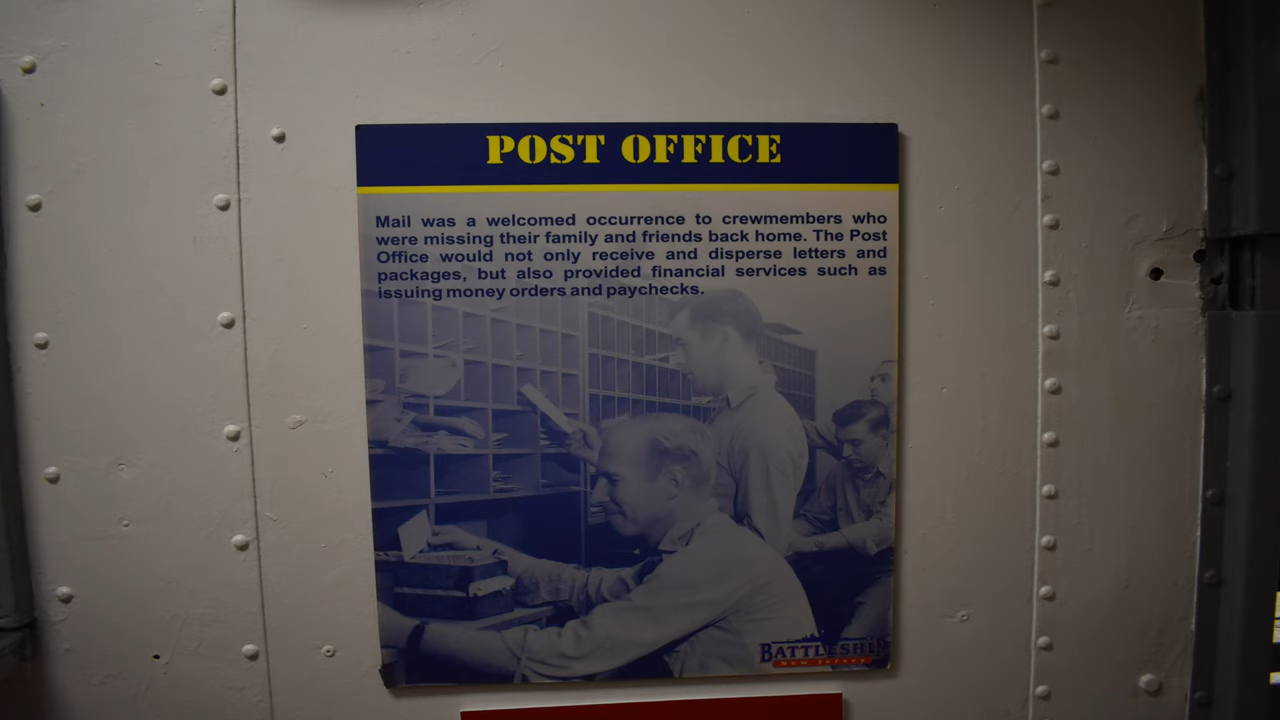 POST OFFICE
Mail was a welcomed occurrence to crewmembers who
were missing their family and friends back home. The Post
Office would not only receive and disperse letters and
packages, but also provided financial services such as
issuing money orders and paychecks.
BATTLESHIP
New Jersey